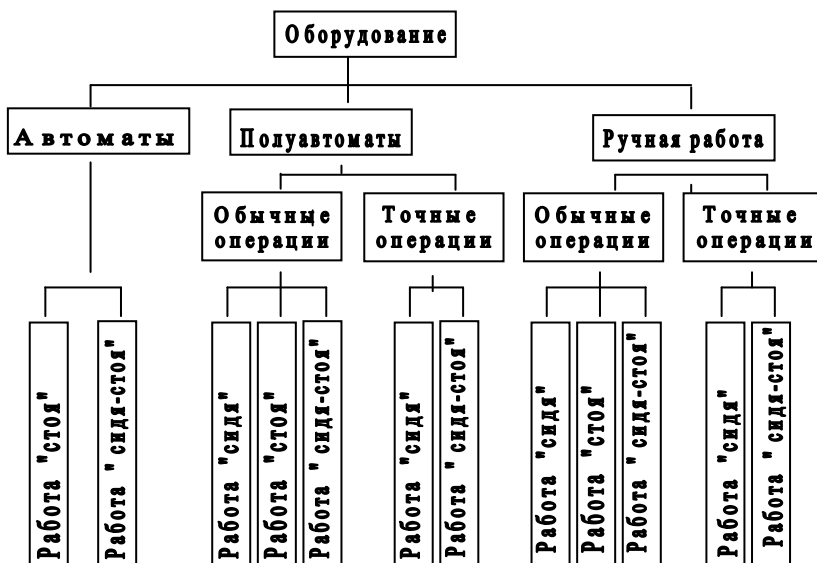 Оборудование
Автоматы
Полуавтоматы
Ручная работа
Обычные
операции
Точные
операции
Обычные
операции
Точные
операции
Работа "стоя"
Работа " сидя-стоя"
Работа "сидя"
Работа "стоя"
Работа " сидя-стоя"
Работа "сидя"
Работа " сидя-стоя"
Работа "сидя"
Работа "стоя"
Работа " сидя-стоя"
Работа "сидя"
Работа " сидя-стоя"